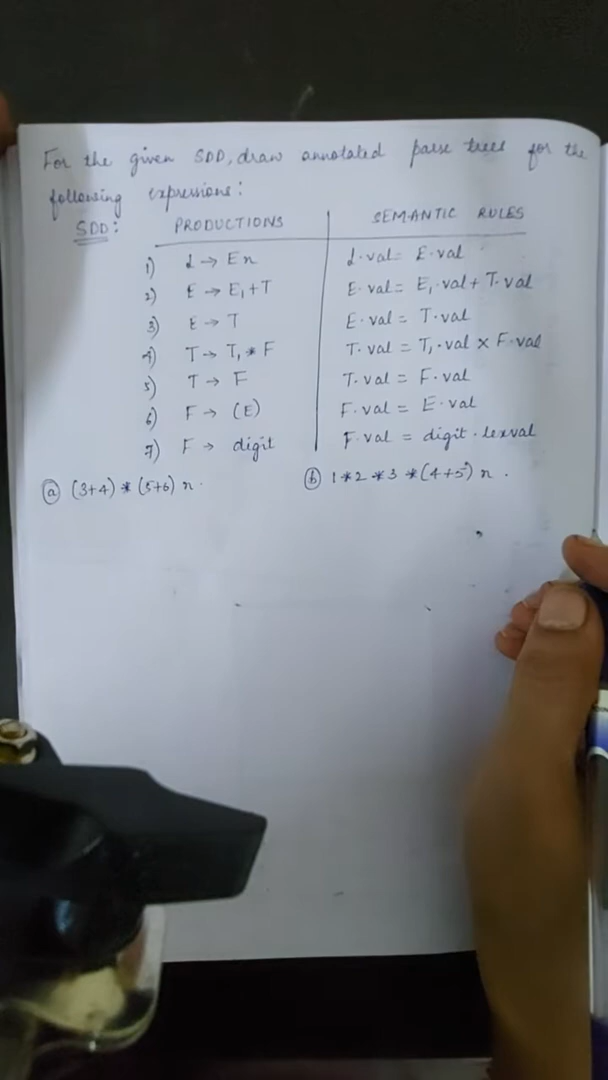 For the given SDD, draw annotated parse trees for the
following expressions:
SDD: PRODUCTIONS SEMANTIC RULES
1) L → En L.val = E.val
2) E → E₁+T E.val = E₁.val + T.val
3) E → T E.val = T.val
4) T → T₁ * F T.val = T₁.val × F.val
5) T → F T.val = F.val
6) F → (E) F.val = E.val
7) F → digit F.val = digit.lexval
(a) (3+4) * (5+6) n. (b) 1*2*3*(4+5) n.